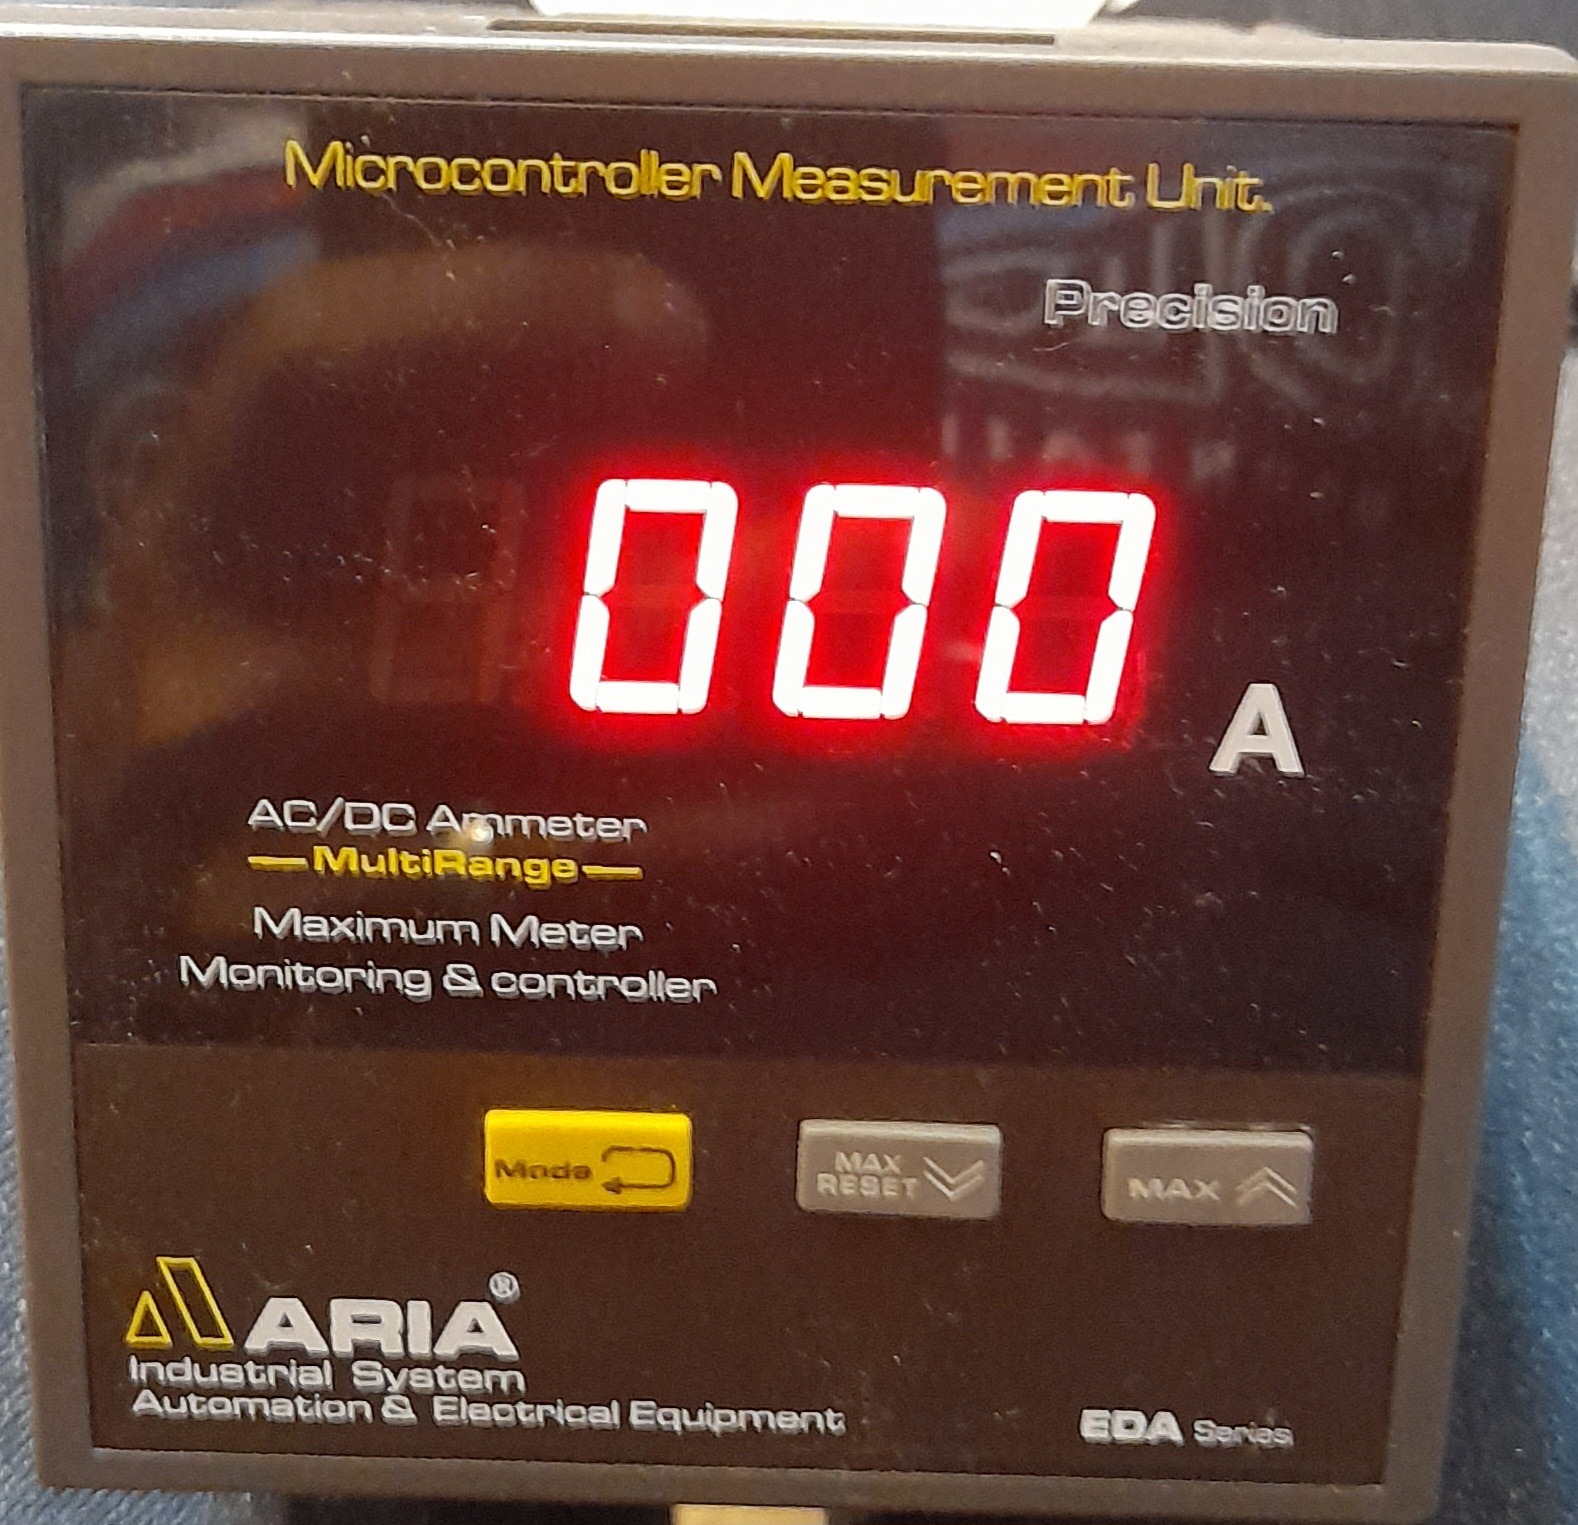 Microcontroller Measurement Unit.
Precision
000
A
AC/DC Ammeter
MultiRange
Maximum Meter
Monitoring & controller
Mode
MAX
RESET
MAX
ARIA®
Industrial System
Automation & Electrical Equipment
EDA Series